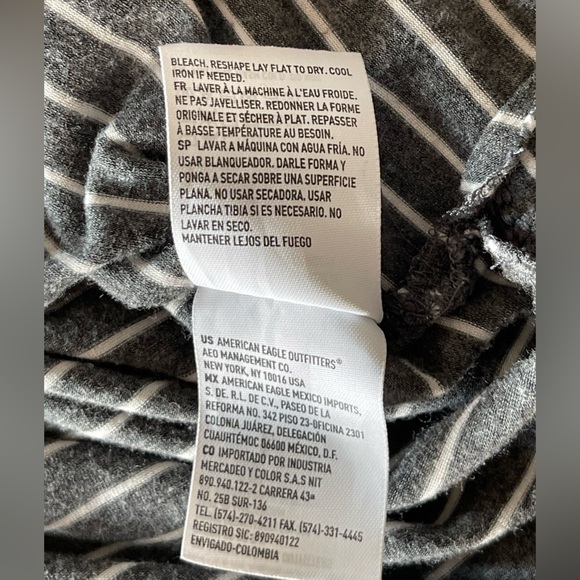 BLEACH. RESHAPE LAY FLAT TO DRY. COOL
IRON IF NEEDED.
FR LAVER À LA MACHINE À L'EAU FROIDE.
NE PAS JAVELLISER. REDONNER LA FORME
ORIGINALE ET SÉCHER À PLAT. REPASSER
À BASSE TEMPÉRATURE AU BESOIN.
SP LAVAR A MÁQUINA CON AGUA FRÍA. NO
USAR BLANQUEADOR. DARLE FORMA Y
PONGA A SECAR SOBRE UNA SUPERFICIE
PLANA. NO USAR SECADORA. USAR
PLANCHA TIBIA SI ES NECESARIO. NO
LAVAR EN SECO.
MANTENER LEJOS DEL FUEGO
US AMERICAN EAGLE OUTFITTERS®
AEO MANAGEMENT CO.
NEW YORK, NY 10016 USA
MX AMERICAN EAGLE MEXICO IMPORTS,
S. DE. R.L. DE C.V., PASEO DE LA
REFORMA NO. 342 PISO 23-OFICINA 2301
COLONIA JUÁREZ, DELEGACIÓN
CUAUHTÉMOC 06600 MÉXICO, D.F.
CO IMPORTADO POR INDUSTRIA
MERCADEO Y COLOR S.A.S NIT
890.940.122-2 CARRERA 43ª
NO. 25B SUR-136
TEL. (574)-270-4211 FAX. (574)-331-4445
REGISTRO SIC: 890940122
ENVIGADO-COLOMBIA